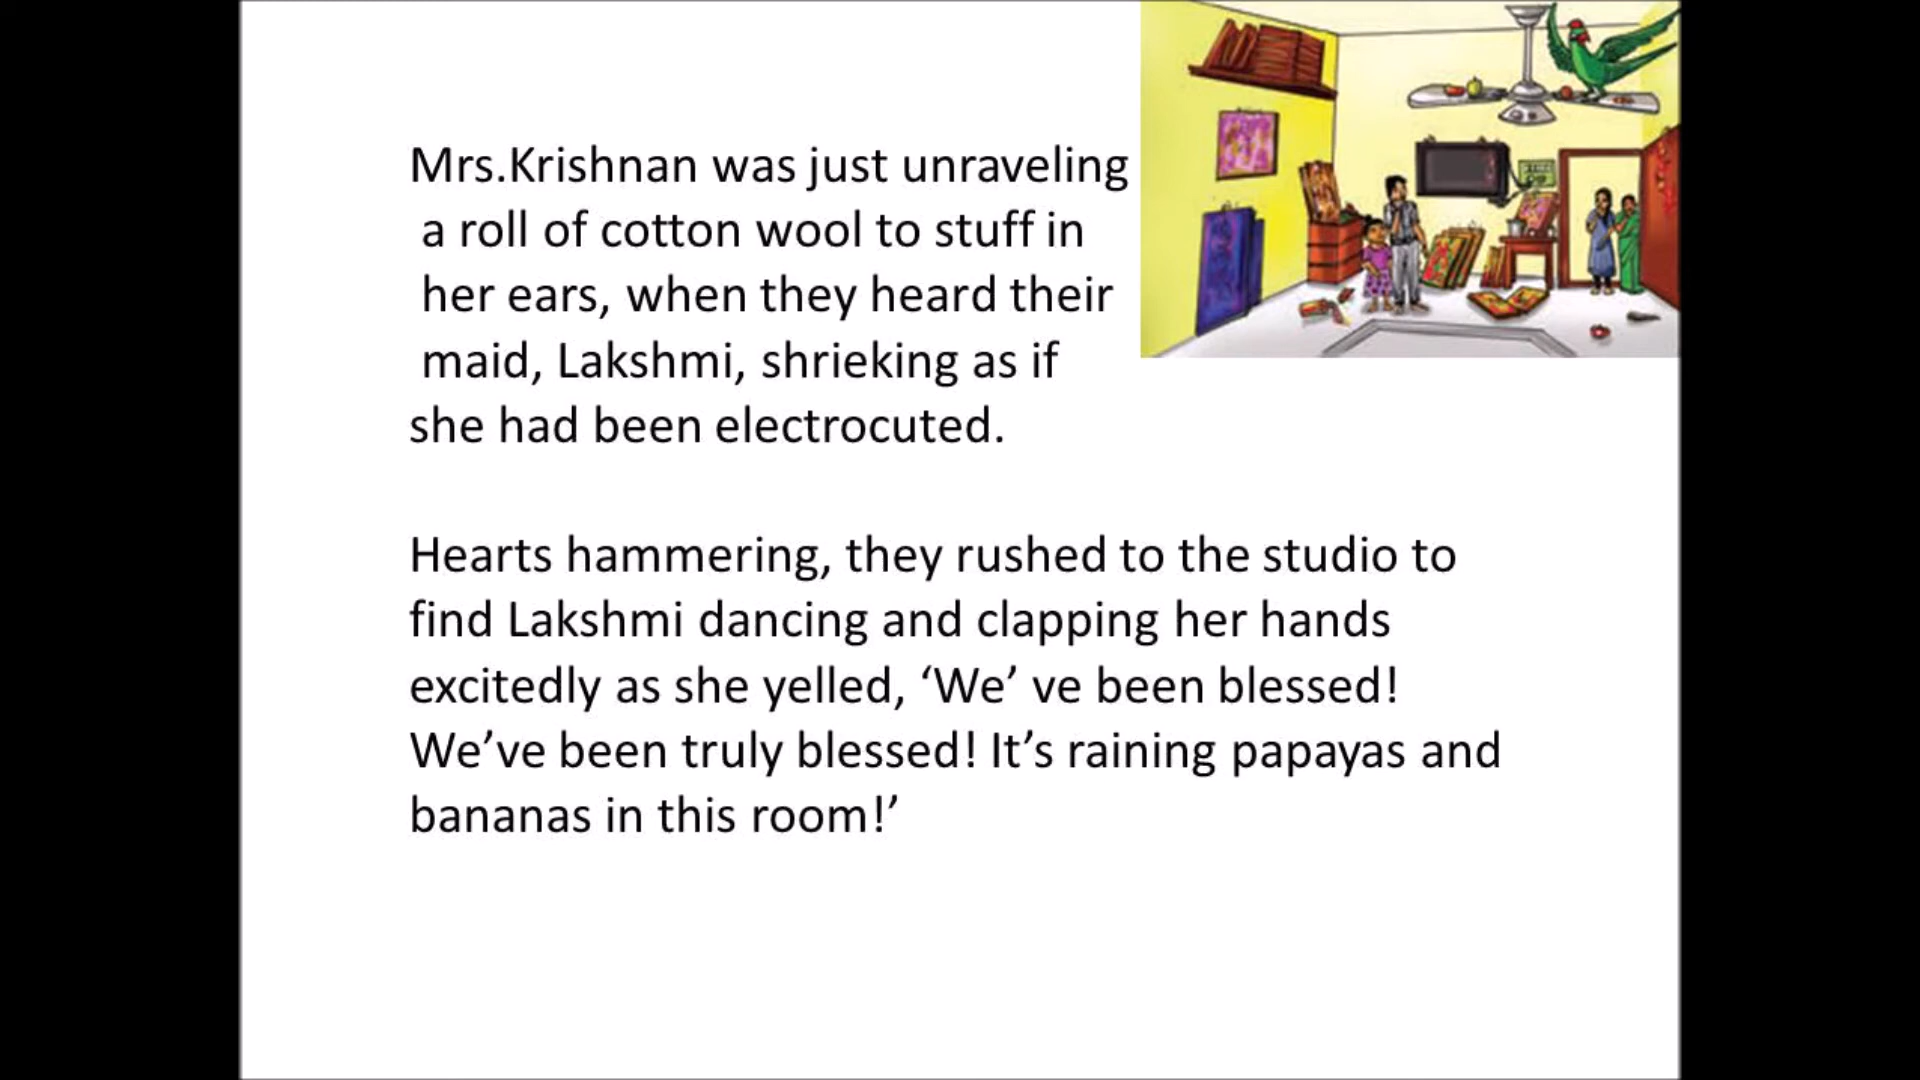 Mrs.Krishnan was just unraveling
a roll of cotton wool to stuff in
her ears, when they heard their
maid, Lakshmi, shrieking as if
she had been electrocuted.
Hearts hammering, they rushed to the studio to
find Lakshmi dancing and clapping her hands
excitedly as she yelled, ‘We’ ve been blessed!
We’ve been truly blessed! It’s raining papayas and
bananas in this room!’